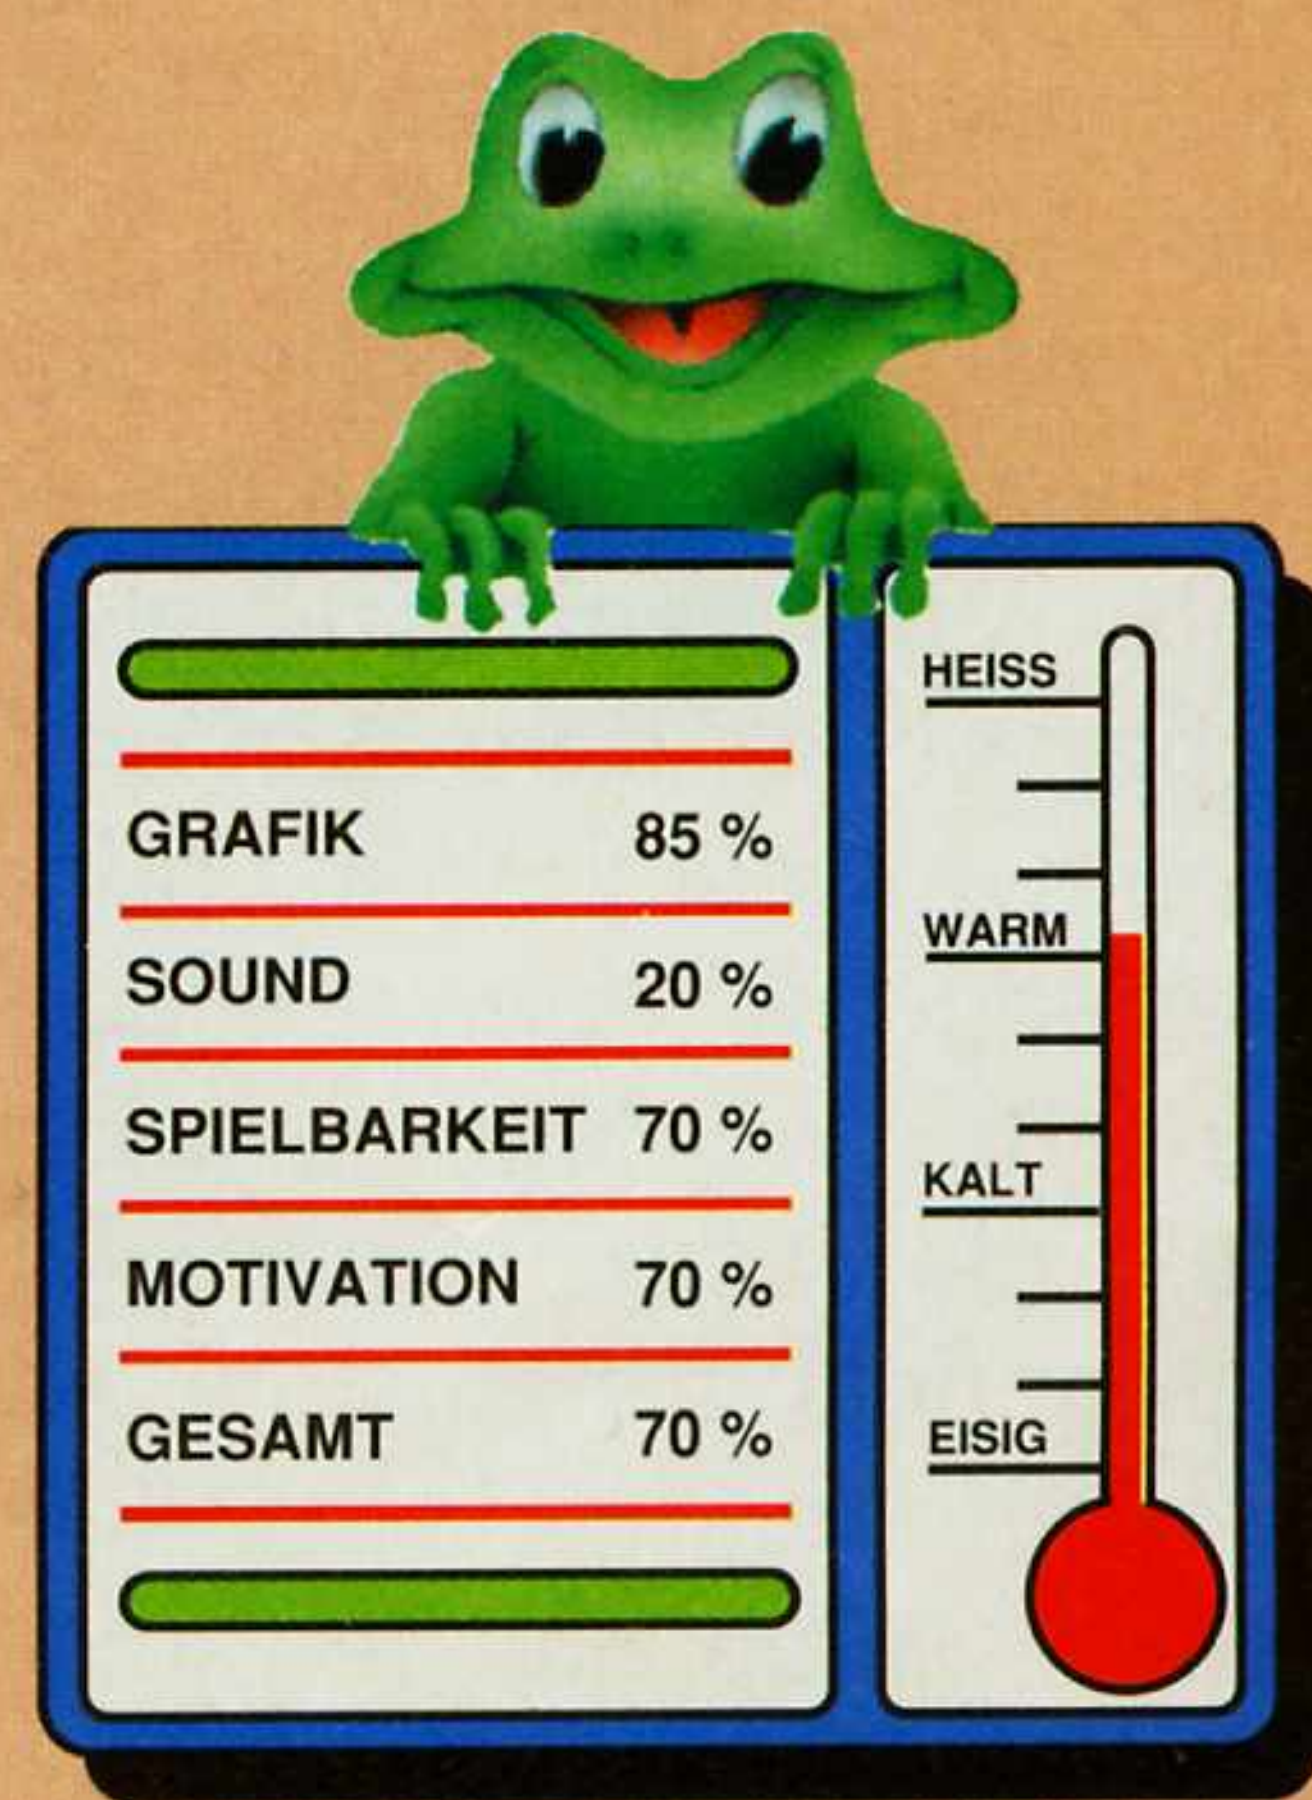 GRAFIK 85 %
SOUND 20 %
SPIELBARKEIT 70 %
MOTIVATION 70 %
GESAMT 70 %
HEISS
WARM
KALT
EISIG